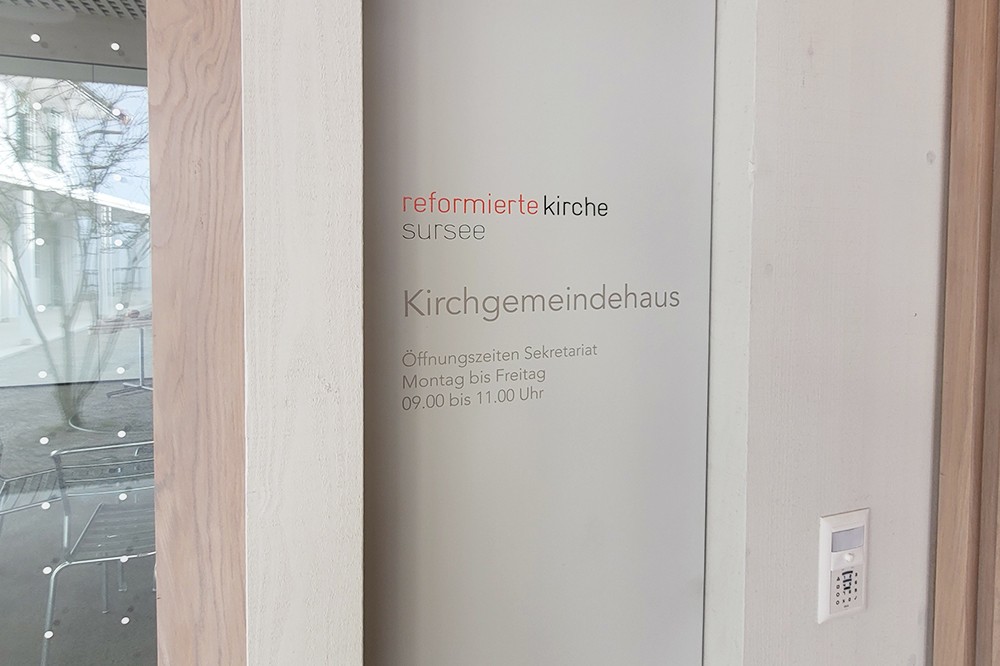 reformierte kirche
sursee
Kirchgemeindehaus
Öffnungszeiten Sekretariat
Montag bis Freitag
09.00 bis 11.00 Uhr